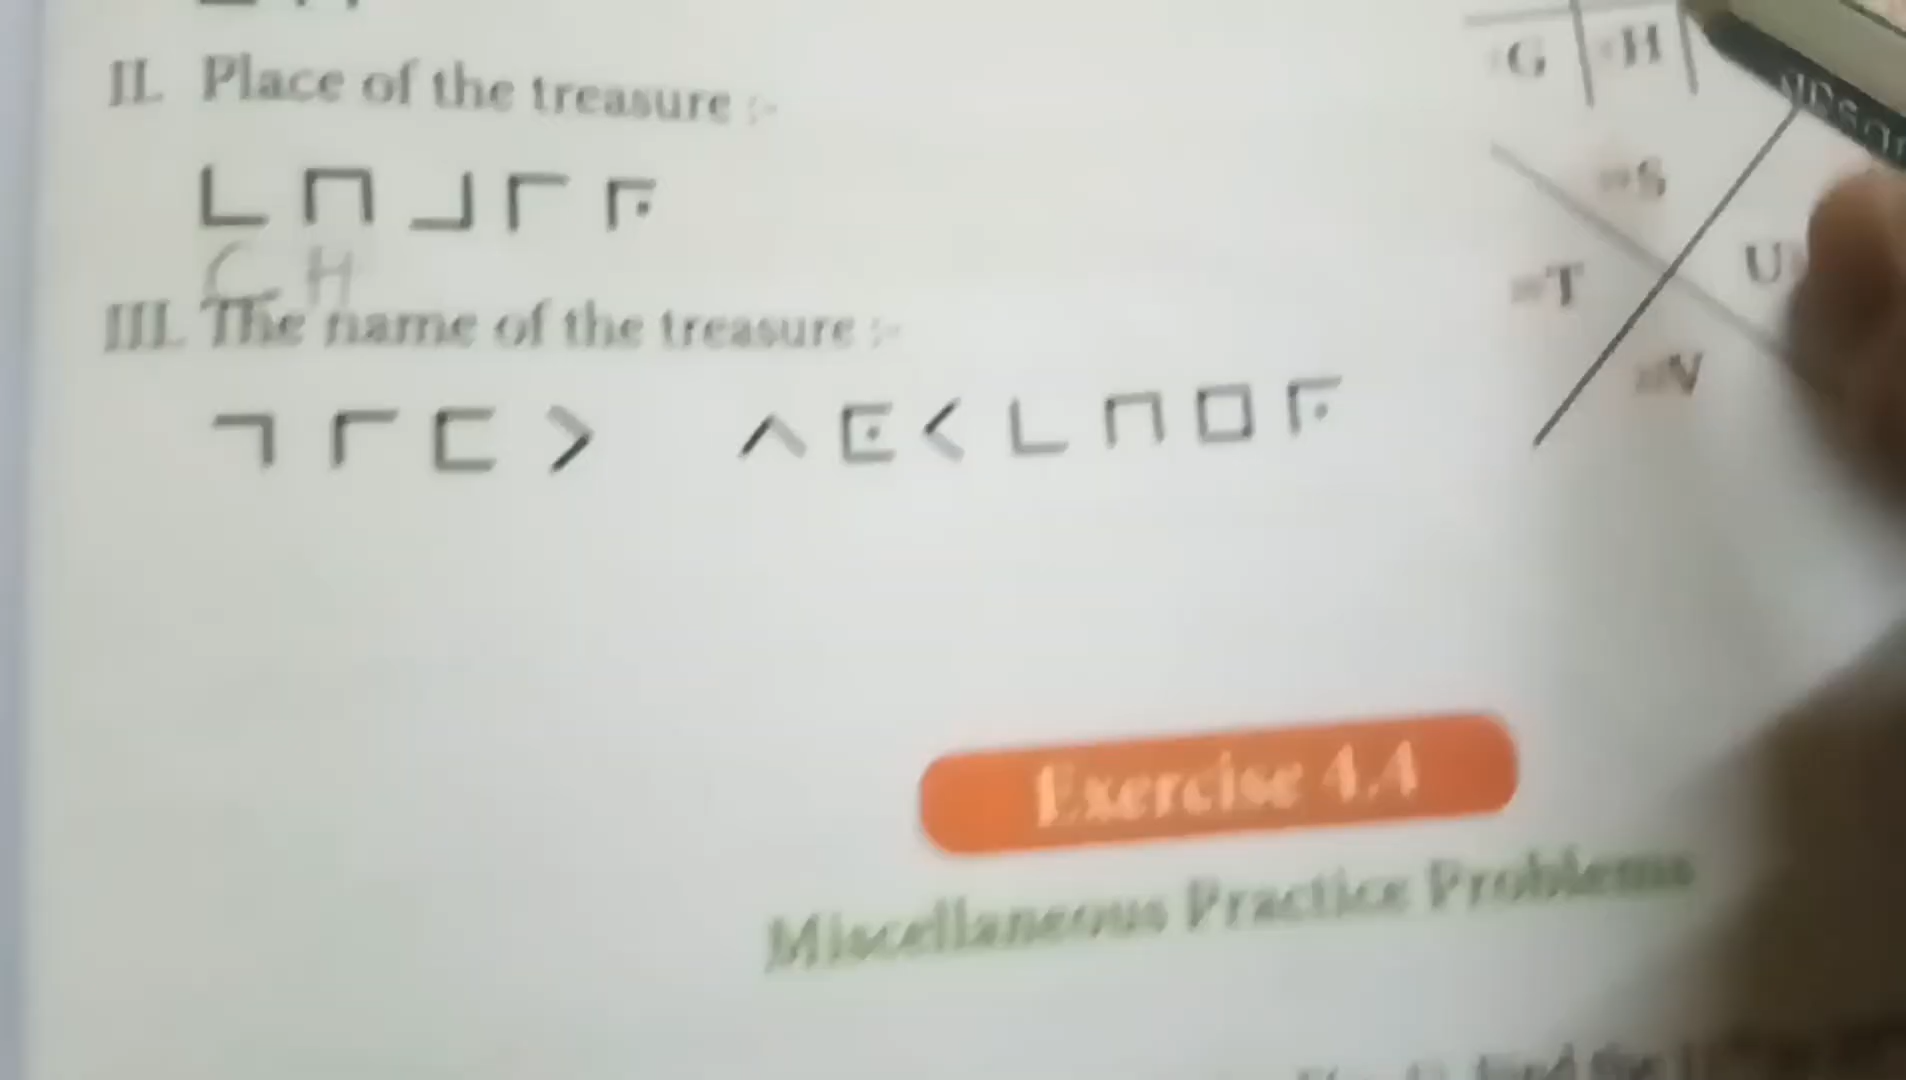 G H
II. Place of the treasure :-
S
U
C H
T
III. The name of the treasure :-
V
Exercise 4.4
Miscellaneous Practice Problems